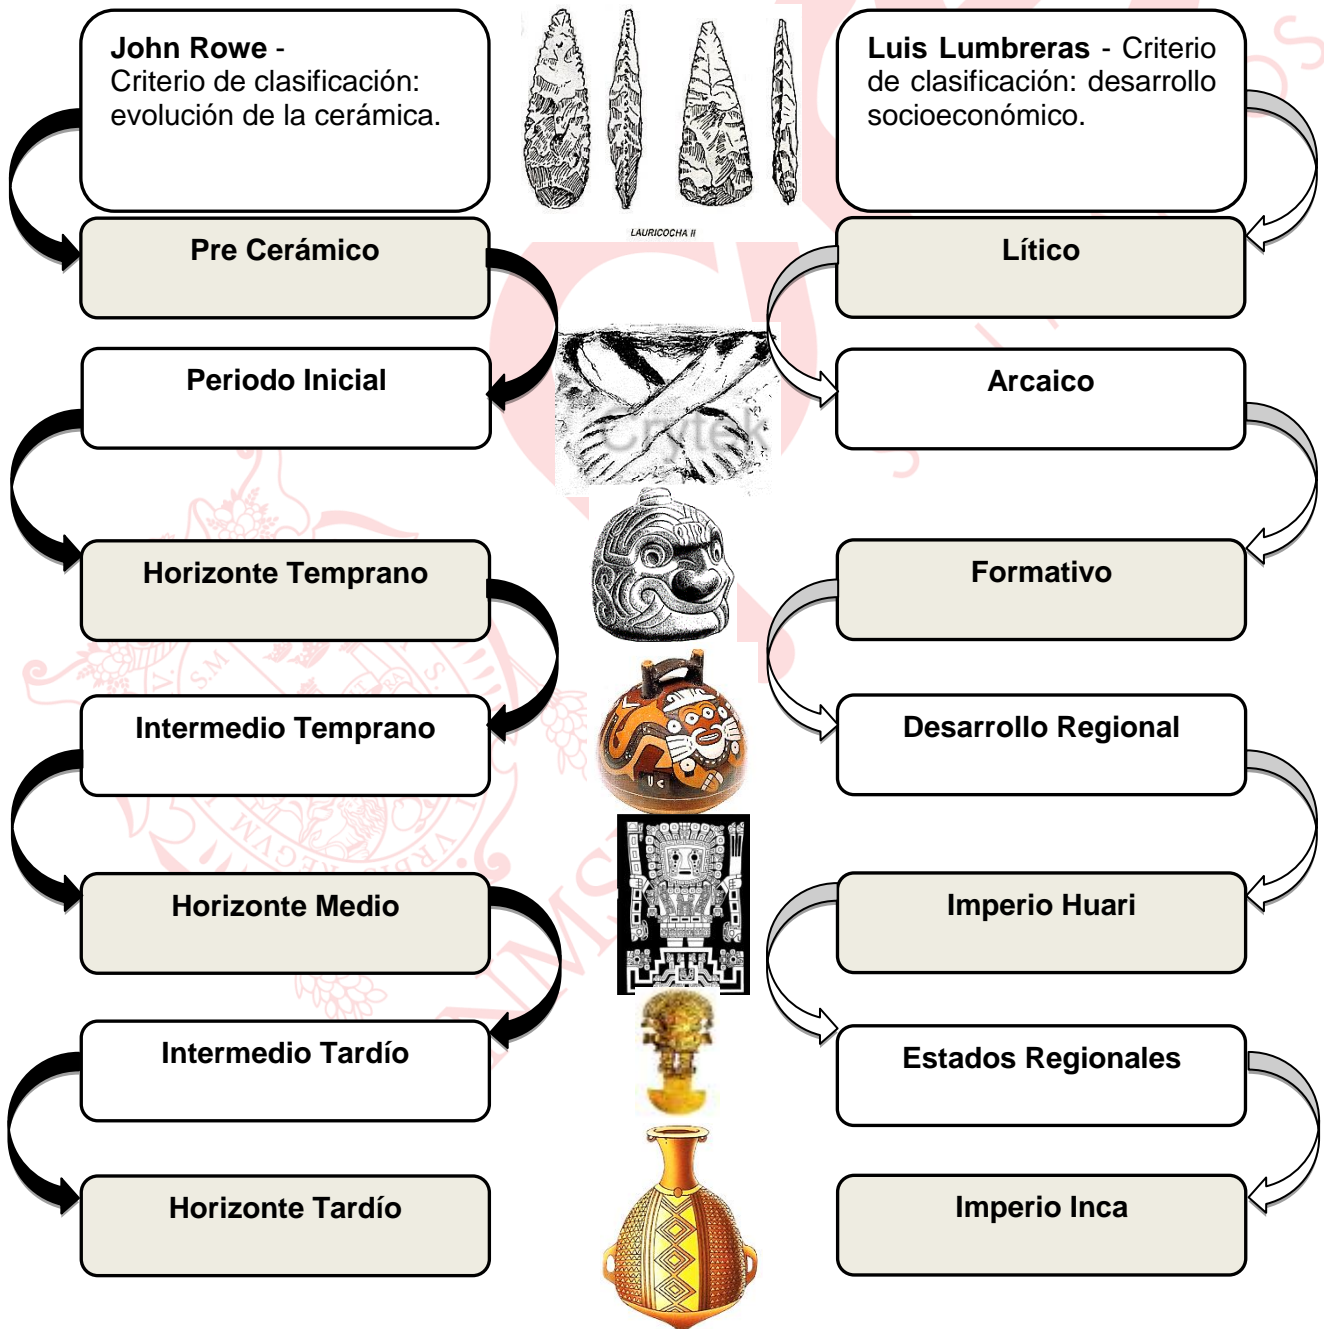 John Rowe -
Criterio de clasificación:
evolución de la cerámica.
Luis Lumbreras - Criterio
de clasificación: desarrollo
socioeconómico.
LAURICOCHA II
Pre Cerámico
Lítico
Periodo Inicial
Arcaico
Crytek
Horizonte Temprano
Formativo
Intermedio Temprano
Desarrollo Regional
Horizonte Medio
Imperio Huari
Intermedio Tardío
Estados Regionales
Horizonte Tardío
Imperio Inca